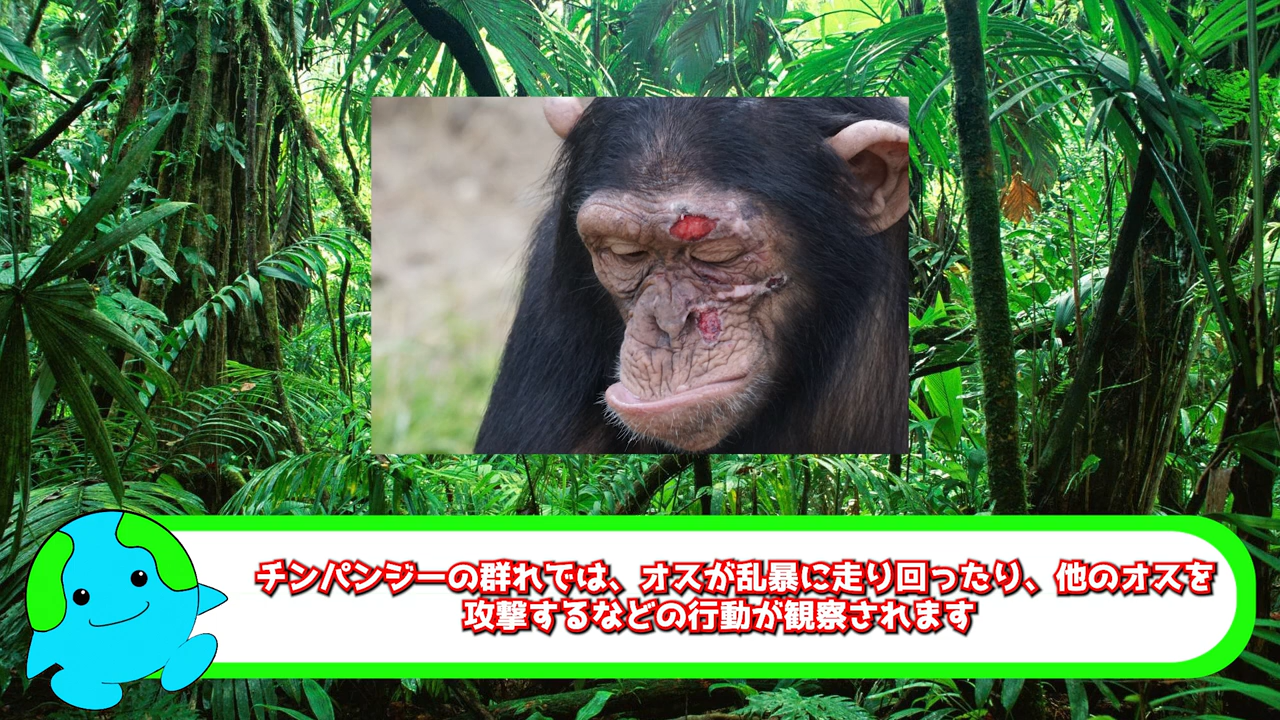 チンパンジーの群れでは、オスが乱暴に走り回ったり、他のオスを
攻撃するなどの行動が観察されます